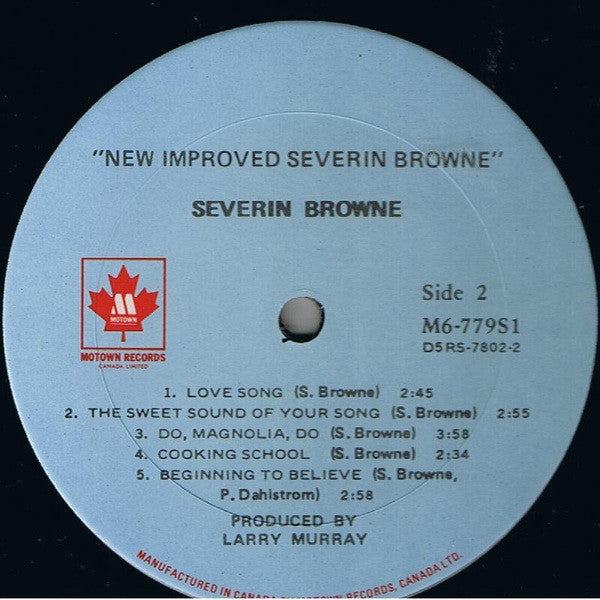 "NEW IMPROVED SEVERIN BROWNE"
SEVERIN BROWNE
M
MOTOWN
MOTOWN RECORDS
CANADA LIMITED
Side 2
M6-779S1
D5RS-7802-2
1. LOVE SONG (S. Browne) 2:45
2. THE SWEET SOUND OF YOUR SONG (S. Browne) 2:55
3. DO, MAGNOLIA, DO (S. Browne) 3:58
4. COOKING SCHOOL (S. Browne) 2:34
5. BEGINNING TO BELIEVE (S. Browne,
P. Dahlstrom) 2:58
PRODUCED BY
LARRY MURRAY
MANUFACTURED IN CANADA BY MOTOWN RECORDS, CANADA LTD.